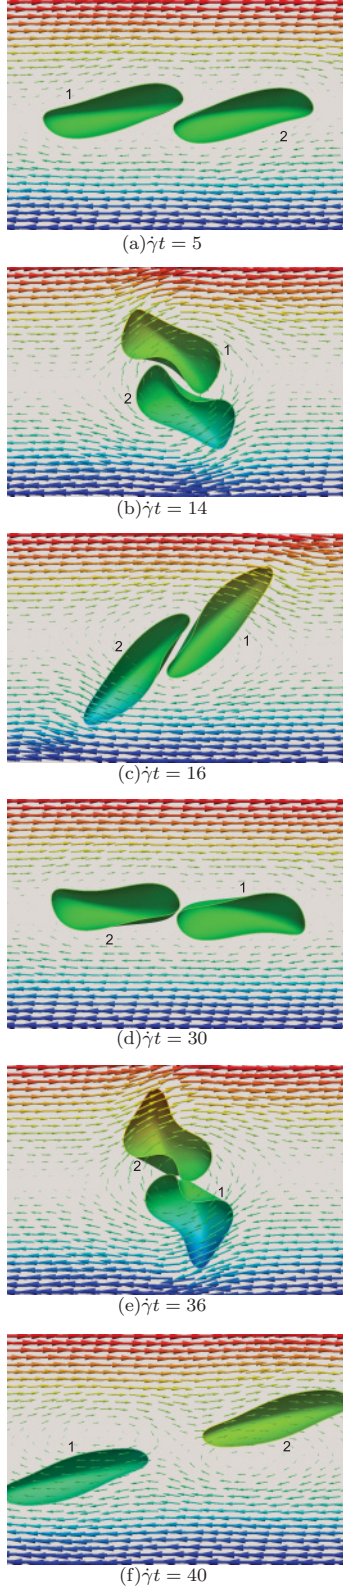 1
2
(a)γ̇t = 5
1
2
(b)γ̇t = 14
2
1
(c)γ̇t = 16
1
2
(d)γ̇t = 30
2
1
(e)γ̇t = 36
1
2
(f)γ̇t = 40